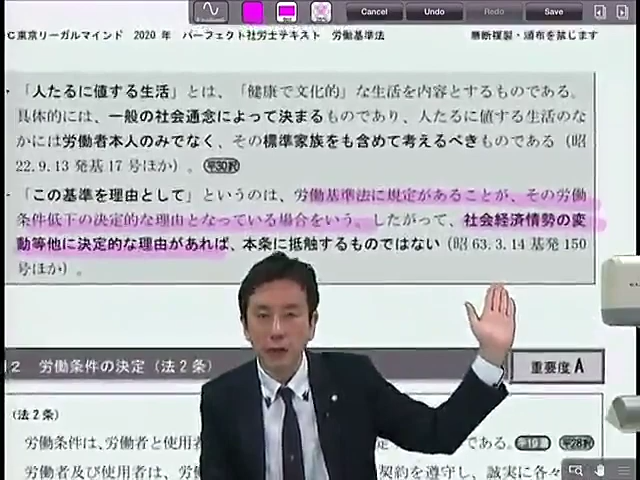 Cancel Undo Redo Save
C東京リーガルマインド 2020 年 パーフェクト社労士テキスト 労働基準法 無断複製・頒布を禁じます
・「人たるに値する生活」とは、「健康で文化的」な生活を内容とするものである。
具体的には、一般の社会通念によって決まるものであり、人たるに値する生活のな
かには労働者本人のみでなく、その標準家族をも含めて考えるべきものである（昭
22.9.13 発基 17 号ほか）。平30択
・「この基準を理由として」というのは、労働基準法に規定があることが、その労働
条件低下の決定的な理由となっている場合をいう。したがって、社会経済情勢の変
動等他に決定的な理由があれば、本条に抵触するものではない（昭 63.3.14 基発 150
号ほか）。
2 労働条件の決定（法２条） 重要度 A
（法２条）
労働条件は、労働者と使用者 定 である。 平28択
労働者及び使用者は、労 契約を遵守し、誠実に各々